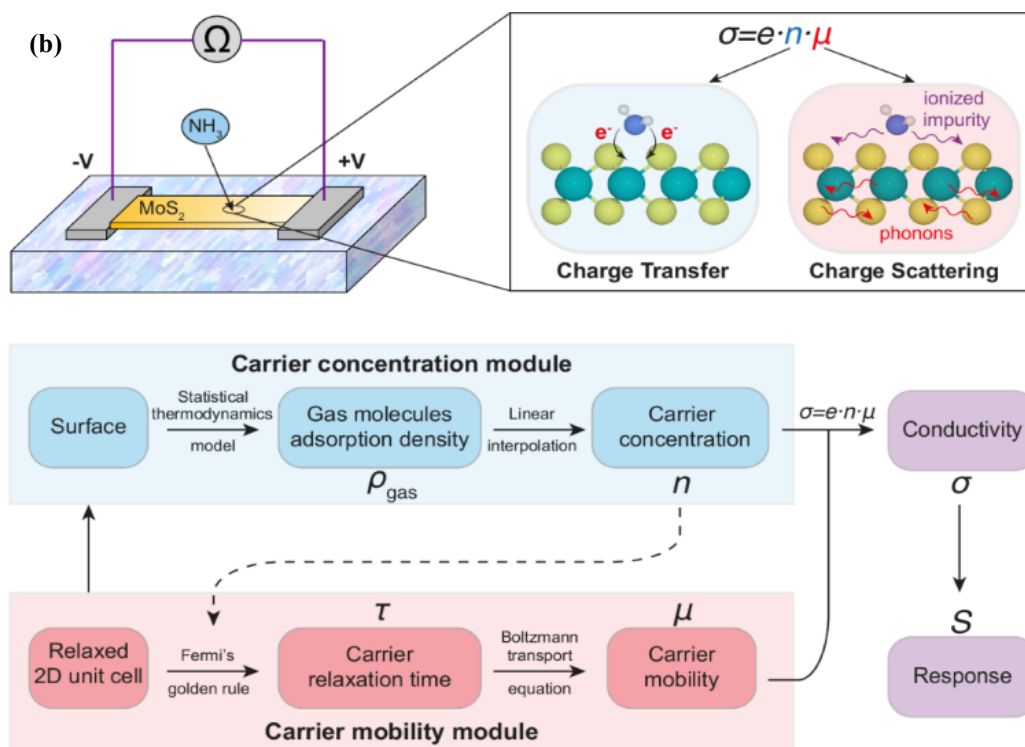 (b)
Ω
NH₃
-V
+V
MoS₂
σ=e·n·μ
e⁻
e⁻
Charge Transfer
ionized
impurity
phonons
Charge Scattering
Carrier concentration module
Surface
Statistical
thermodynamics
model
Gas molecules
adsorption density
ρgas
Linear
interpolation
Carrier
concentration
n
σ=e·n·μ
Conductivity
σ
Relaxed
2D unit cell
Fermi's
golden rule
τ
Carrier
relaxation time
Boltzmann
transport
equation
μ
Carrier
mobility
S
Response
Carrier mobility module